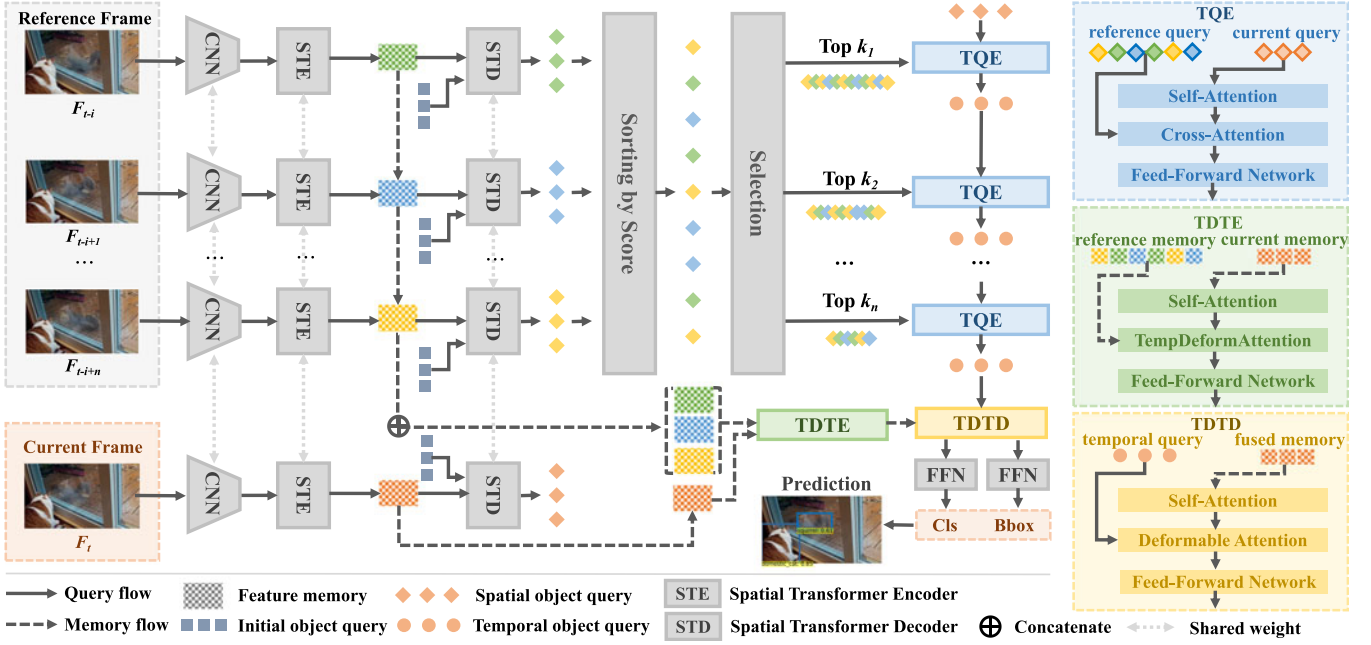 Reference Frame
F_{t-i}
F_{t-i+1}
...
F_{t-i+n}
Current Frame
F_t
CNN
STE
STD
CNN
STE
STD
...
...
...
CNN
STE
STD
CNN
STE
STD
Sorting by Score
Selection
Top k_1
Top k_2
...
Top k_n
TQE
TQE
...
TQE
TDTE
TDTD
FFN
FFN
Cls
Bbox
Prediction
TQE
reference query
current query
Self-Attention
Cross-Attention
Feed-Forward Network
TDTE
reference memory
current memory
Self-Attention
TempDeformAttention
Feed-Forward Network
TDTD
temporal query
fused memory
Self-Attention
Deformable Attention
Feed-Forward Network
Query flow
Feature memory
Spatial object query
STE
Spatial Transformer Encoder
Memory flow
Initial object query
Temporal object query
STD
Spatial Transformer Decoder
Concatenate
Shared weight